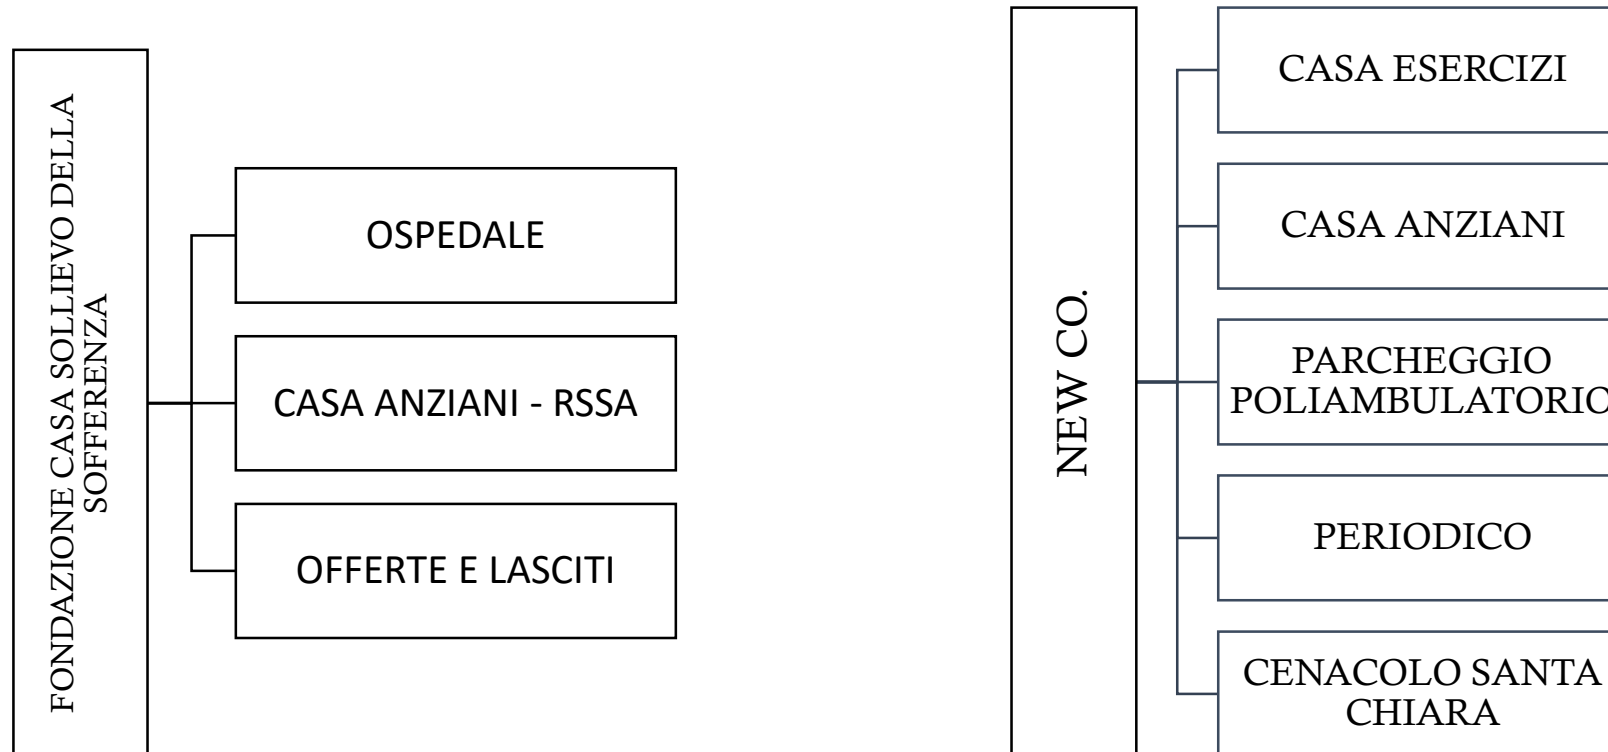 FONDAZIONE CASA SOLLIEVO DELLA
SOFFERENZA
OSPEDALE
CASA ANZIANI - RSSA
OFFERTE E LASCITI
NEW CO.
CASA ESERCIZI
CASA ANZIANI
PARCHEGGIO
POLIAMBULATORIO
PERIODICO
CENACOLO SANTA
CHIARA